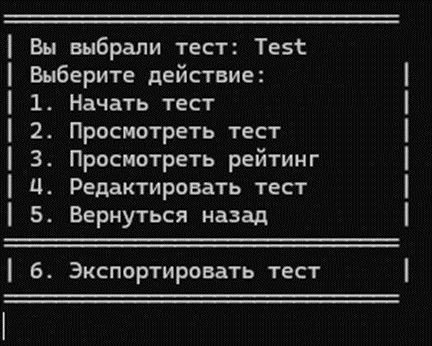 Вы выбрали тест: Test
Выберите действие:
1. Начать тест
2. Просмотреть тест
3. Просмотреть рейтинг
4. Редактировать тест
5. Вернуться назад
6. Экспортировать тест